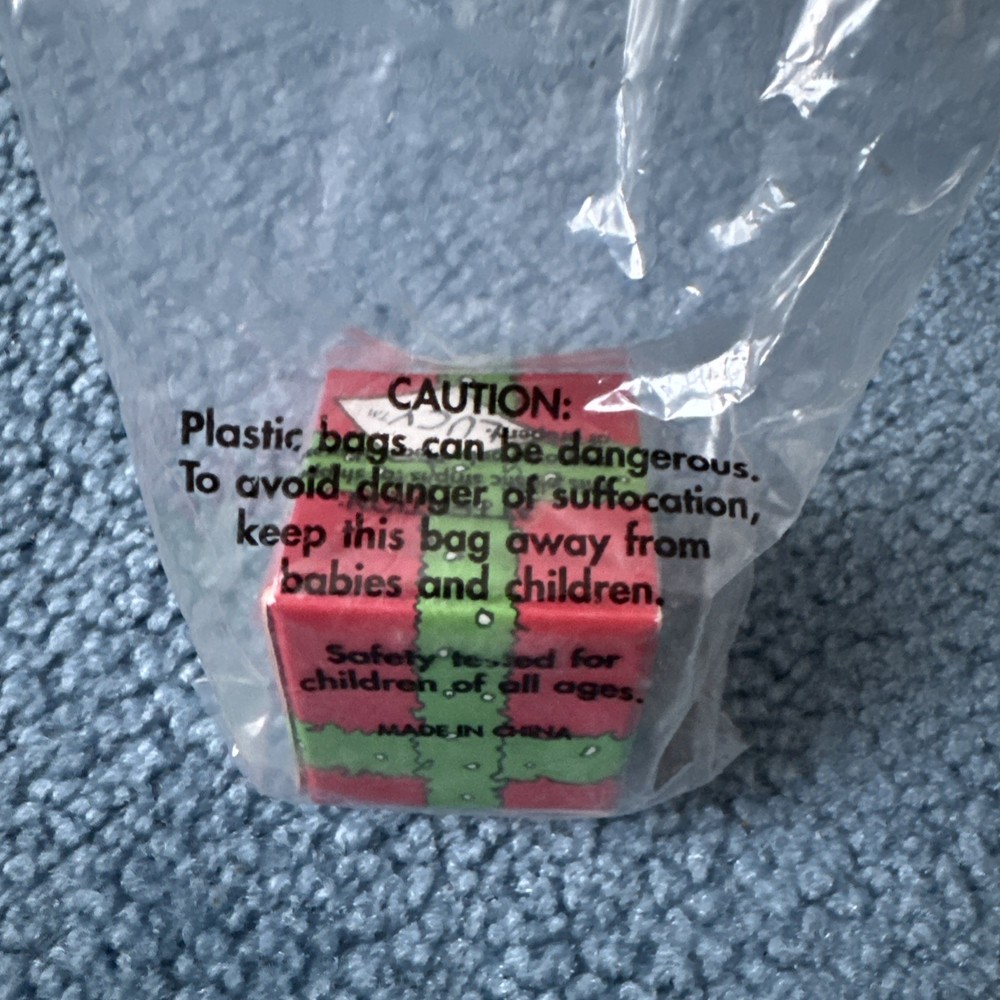 CAUTION:
Plastic bags can be dangerous.
To avoid danger of suffocation,
keep this bag away from
babies and children.
Safety tested for
children of all ages.
MADE IN CHINA
LUCY™